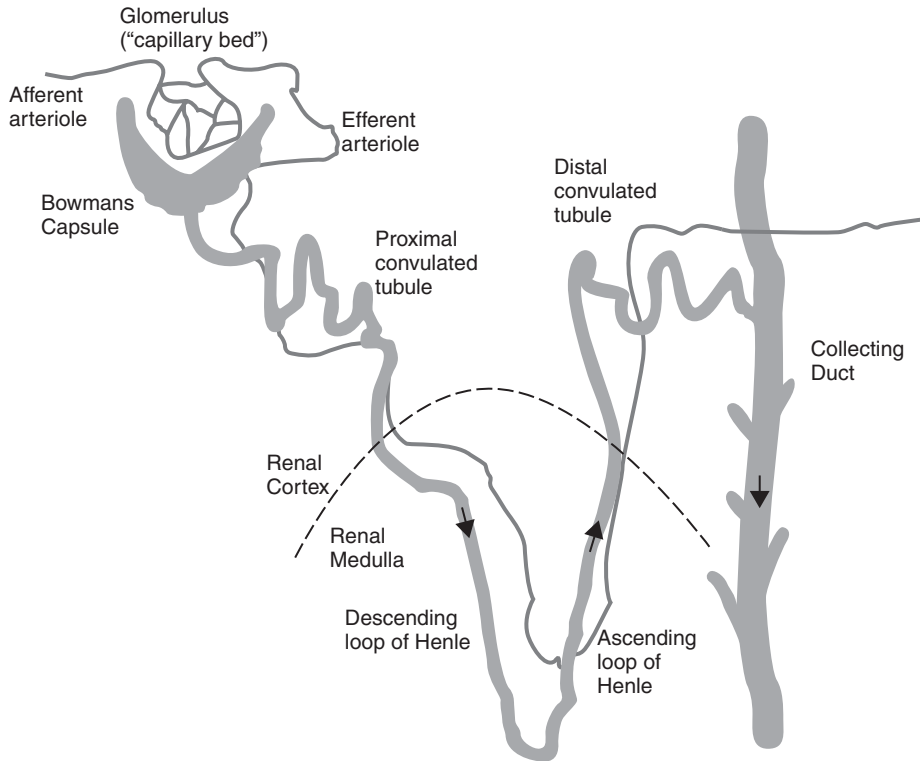 Glomerulus
(“capillary bed”)
Afferent
arteriole
Efferent
arteriole
Bowmans
Capsule
Proximal
convulated
tubule
Distal
convulated
tubule
Collecting
Duct
Renal
Cortex
Renal
Medulla
Descending
loop of Henle
Ascending
loop of
Henle